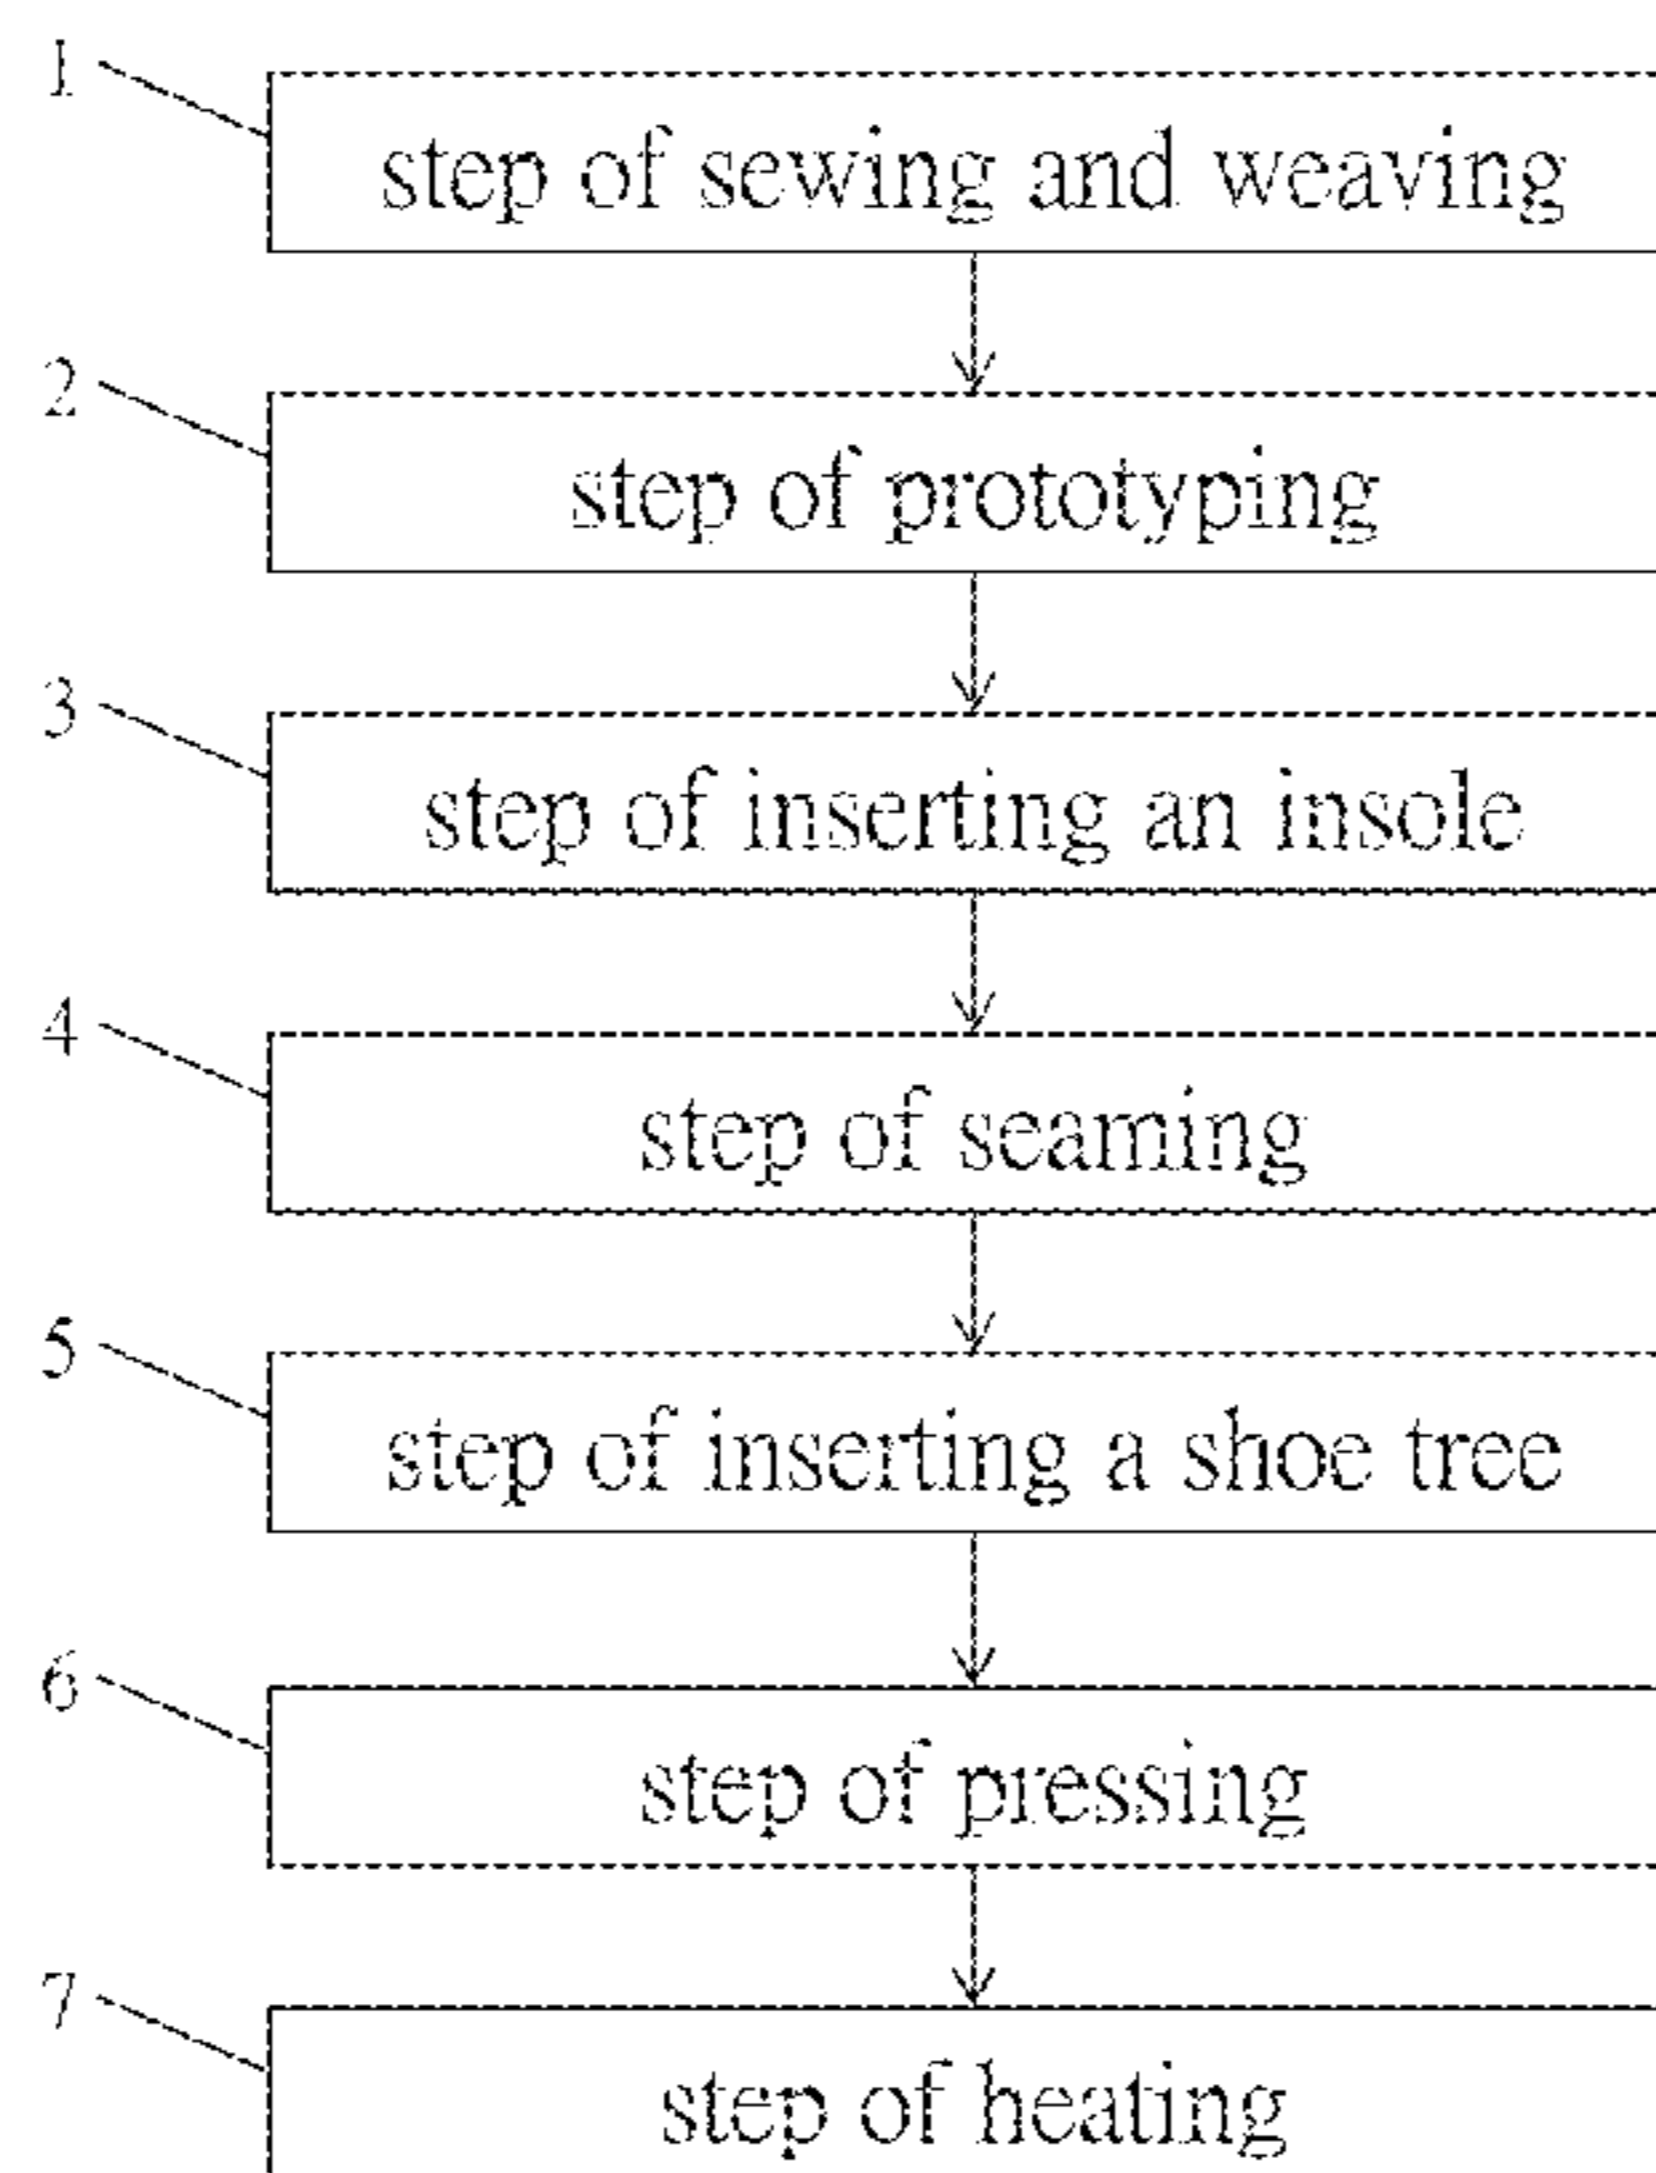 1
step of sewing and weaving
2
step of prototyping
3
step of inserting an insole
4
step of seaming
5
step of inserting a shoe tree
6
step of pressing
7
step of heating